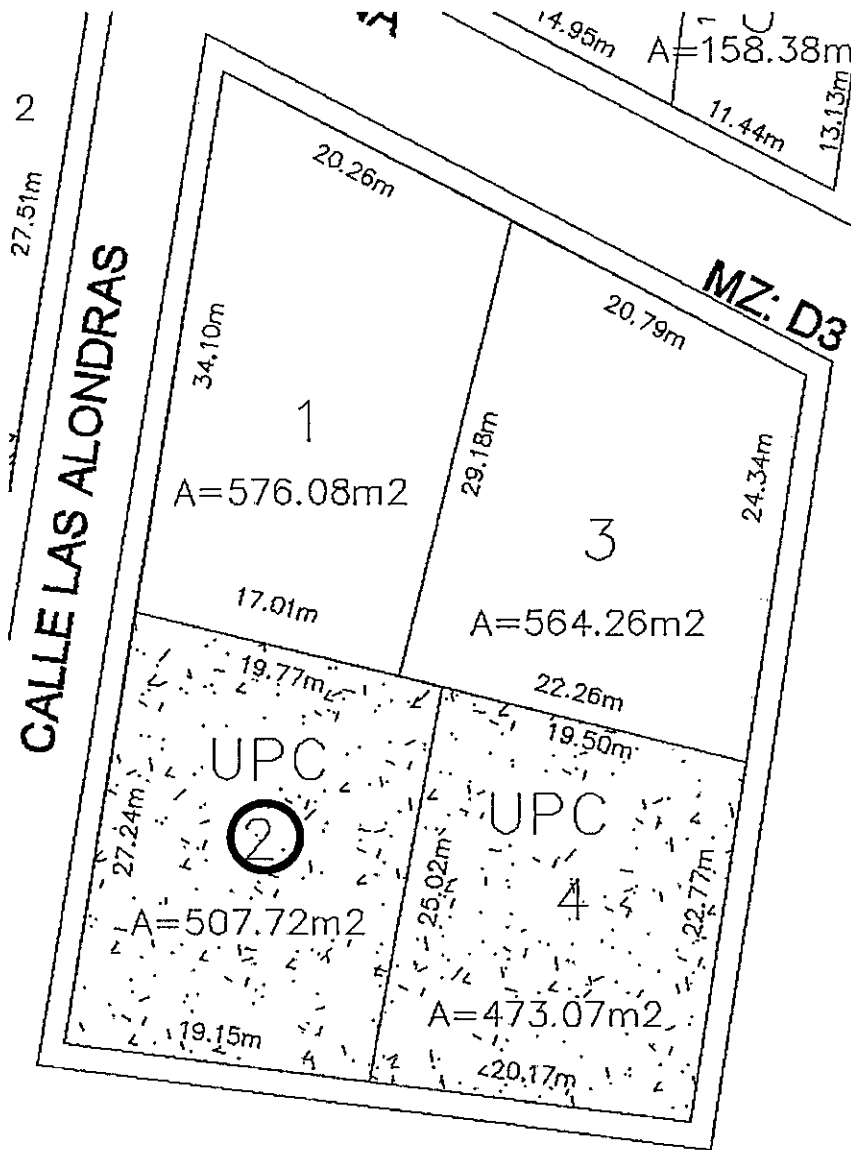 14.95m
A=158.38m
11.44m
13.13m
2
27.51m
CALLE LAS ALONDRAS
20.26m
MZ: D3
20.79m
34.10m
1
A=576.08m2
29.18m
24.34m
3
A=564.26m2
17.01m
19.77m
22.26m
19.50m
UPC
2
27.24m
A=507.72m2
19.15m
UPC
4
25.02m
22.77m
A=473.07m2
20.17m